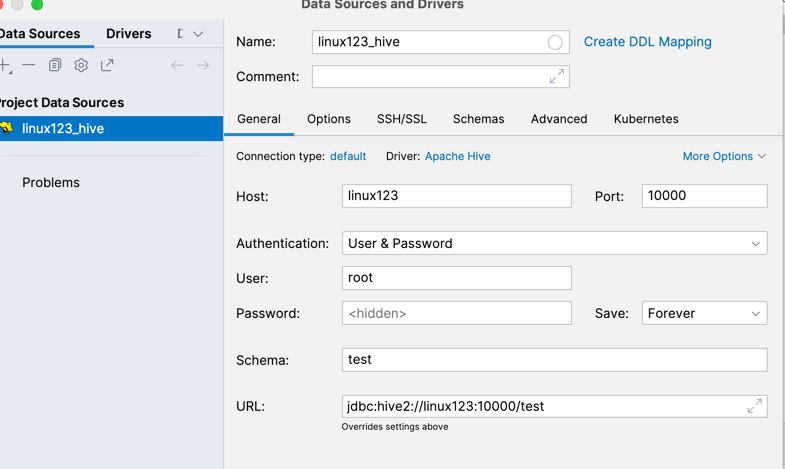 Data Sources and Drivers
Data Sources Drivers D
Name: linux123_hive Create DDL Mapping
Comment:
Project Data Sources
linux123_hive
Problems
General Options SSH/SSL Schemas Advanced Kubernetes
Connection type: default Driver: Apache Hive More Options
Host: linux123 Port: 10000
Authentication: User & Password
User: root
Password: <hidden> Save: Forever
Schema: test
URL: jdbc:hive2://linux123:10000/test
Overrides settings above